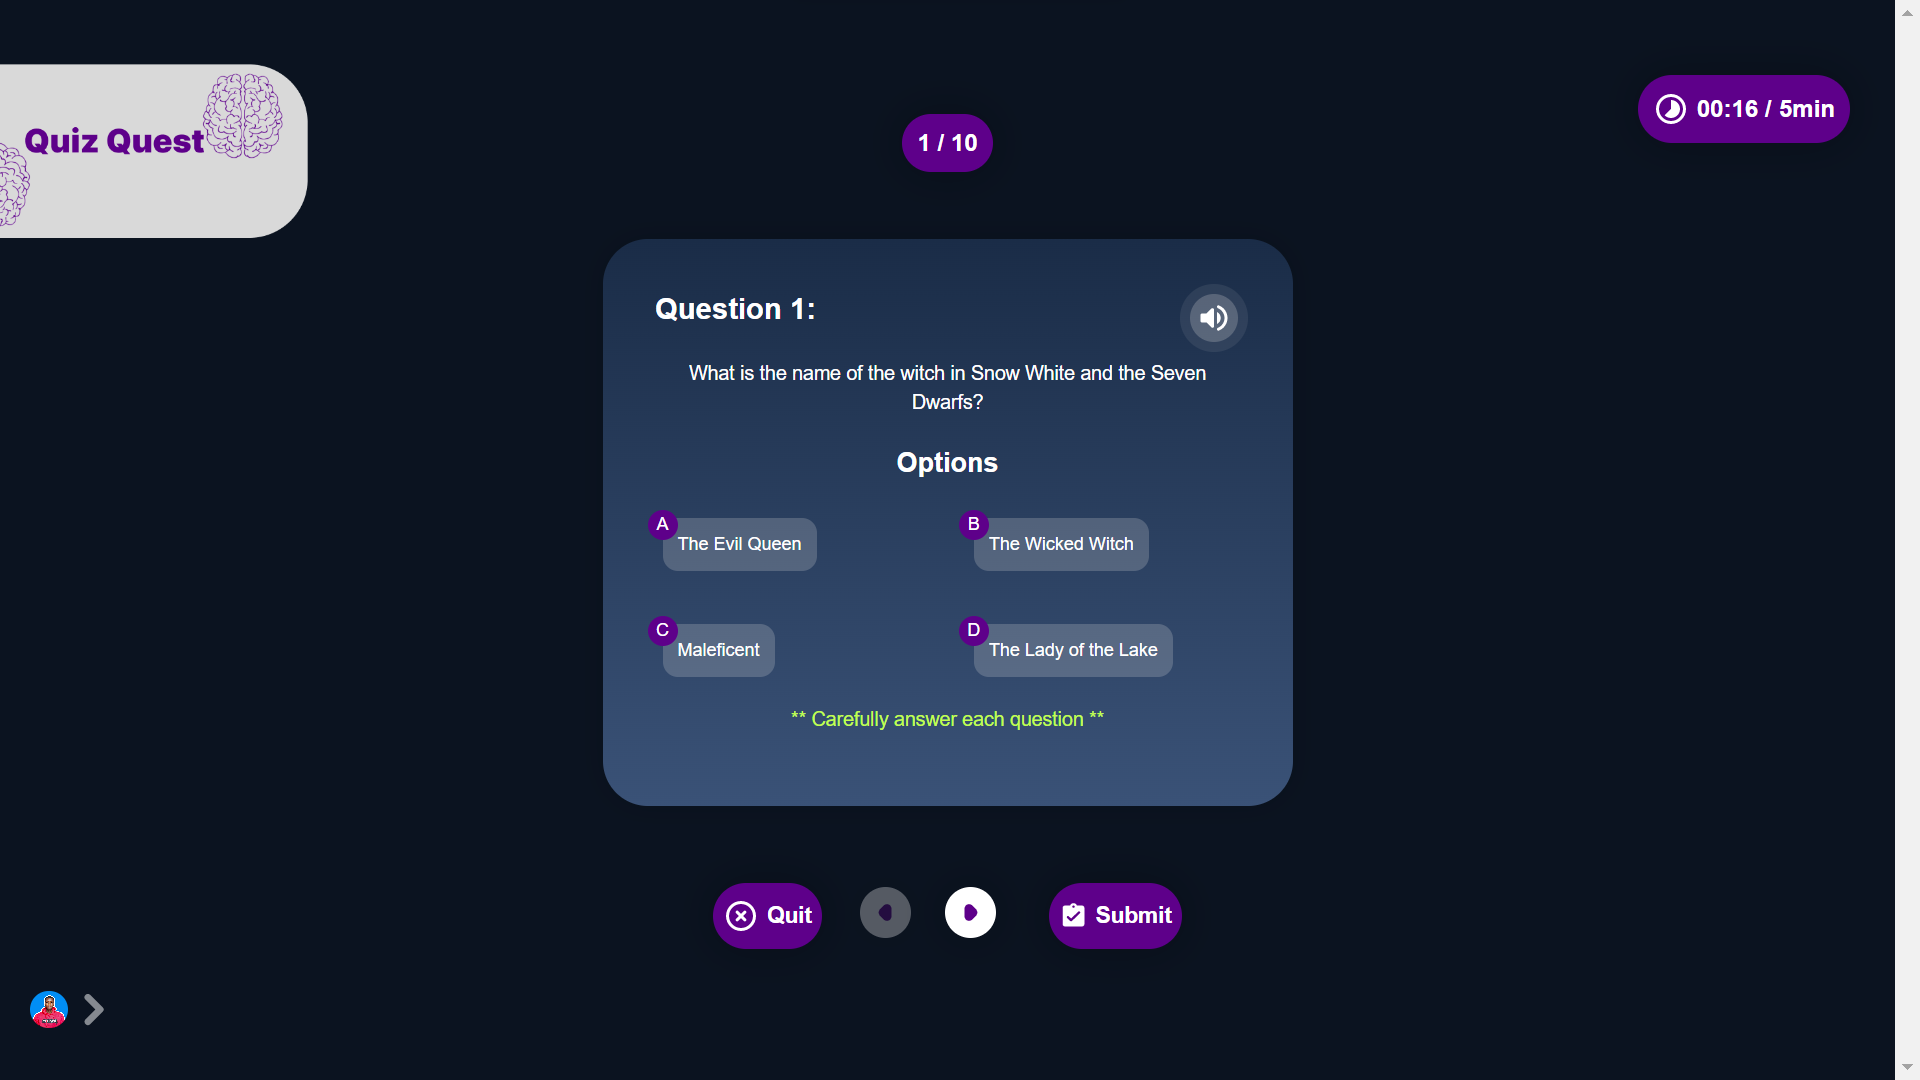 Quiz Quest
1 / 10
00:16 / 5min
Question 1:
What is the name of the witch in Snow White and the Seven
Dwarfs?
Options
A
The Evil Queen
B
The Wicked Witch
C
Maleficent
D
The Lady of the Lake
** Carefully answer each question **
Quit
Submit